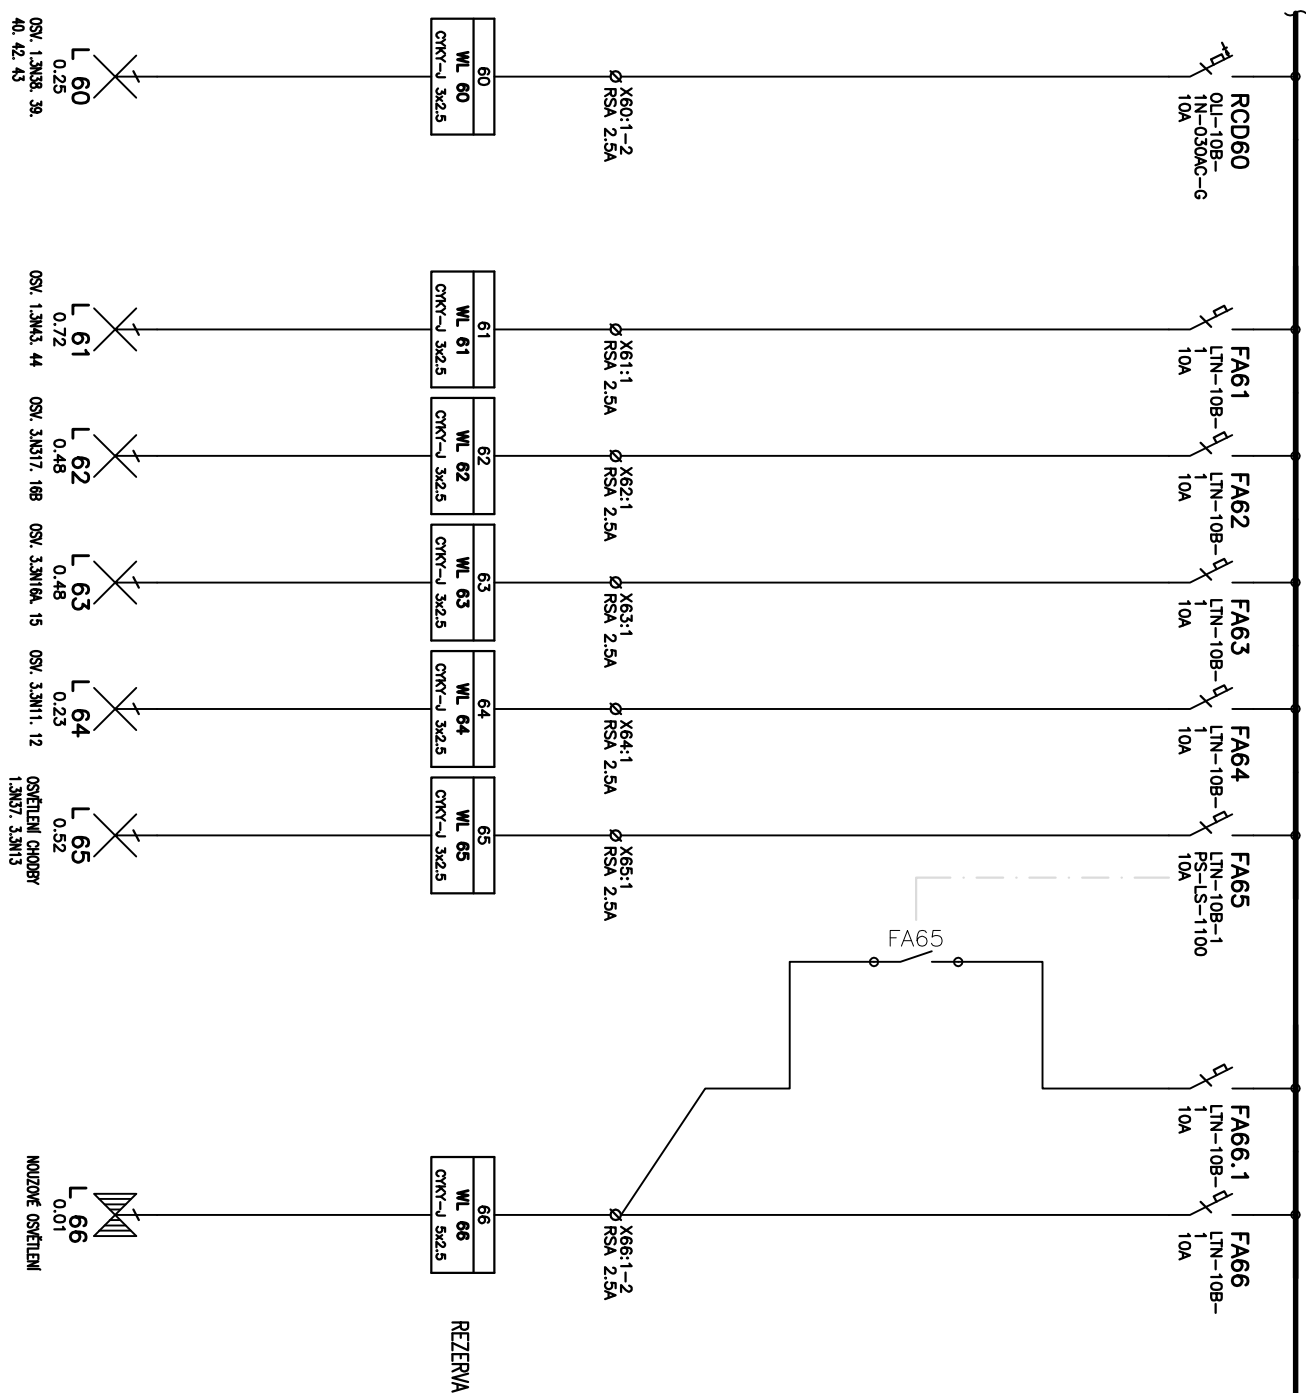 RCD60
OLI-10B-
1N-030AC-G
10A
X60:1-2
RSA 2.5A
60
WL 60
CYKY-J 3x2.5
L 60
0.25
OSV. 1.3N38. 39.
40. 42. 43
FA61
LTN-10B-
1
10A
X61:1
RSA 2.5A
61
WL 61
CYKY-J 3x2.5
L 61
0.72
OSV. 1.3N43. 44
FA62
LTN-10B-
1
10A
X62:1
RSA 2.5A
62
WL 62
CYKY-J 3x2.5
L 62
0.48
OSV. 3.N317. 16B
FA63
LTN-10B-
1
10A
X63:1
RSA 2.5A
63
WL 63
CYKY-J 3x2.5
L 63
0.48
OSV. 3.3N16A. 15
FA64
LTN-10B-
1
10A
X64:1
RSA 2.5A
64
WL 64
CYKY-J 3x2.5
L 64
0.23
OSV. 3.3N11. 12
FA65
LTN-10B-1
PS-LS-1100
10A
X65:1
RSA 2.5A
65
WL 65
CYKY-J 3x2.5
L 65
0.52
OSVĚTLENÍ CHODBY
1.3N37. 3.3N13
FA65
FA66.1
LTN-10B-
1
10A
FA66
LTN-10B-
1
10A
X66:1-2
RSA 2.5A
66
WL 66
CYKY-J 5x2.5
L 66
0.01
NOUZOVÉ OSVĚTLENÍ
REZERVA